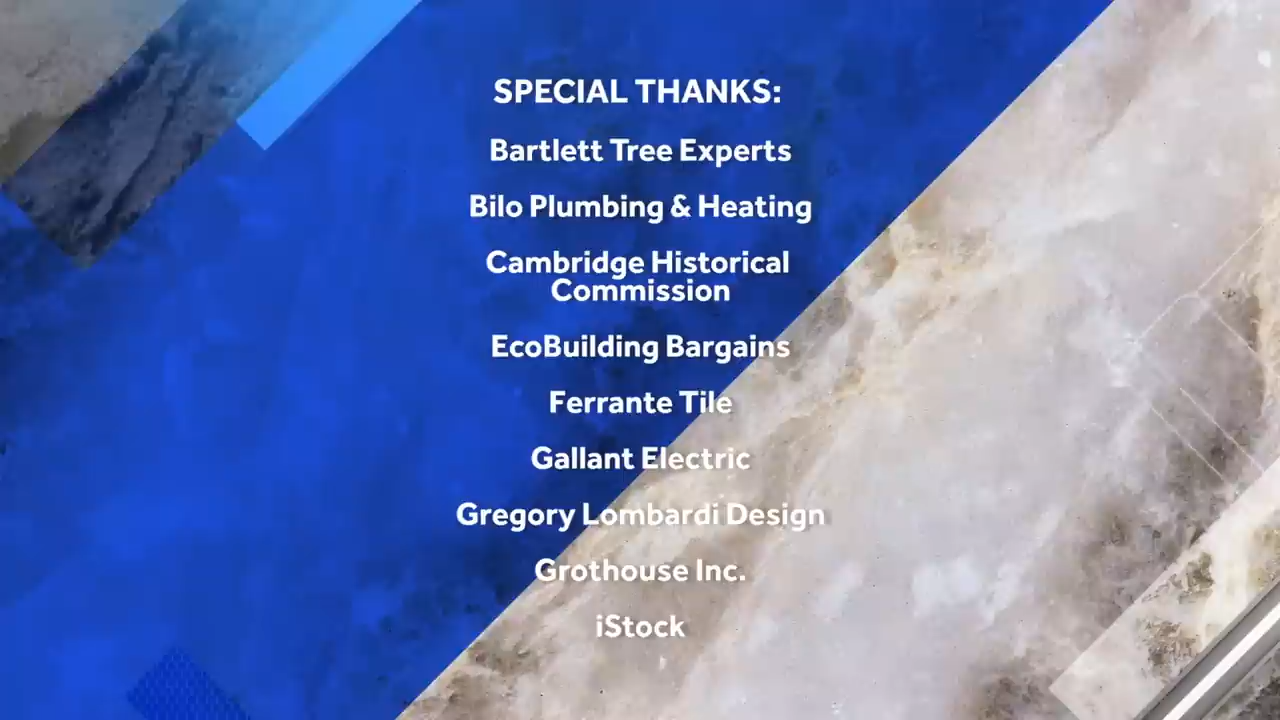 SPECIAL THANKS:
Bartlett Tree Experts
Bilo Plumbing & Heating
Cambridge Historical
Commission
EcoBuilding Bargains
Ferrante Tile
Gallant Electric
Gregory Lombardi Design
Grothouse Inc.
iStock